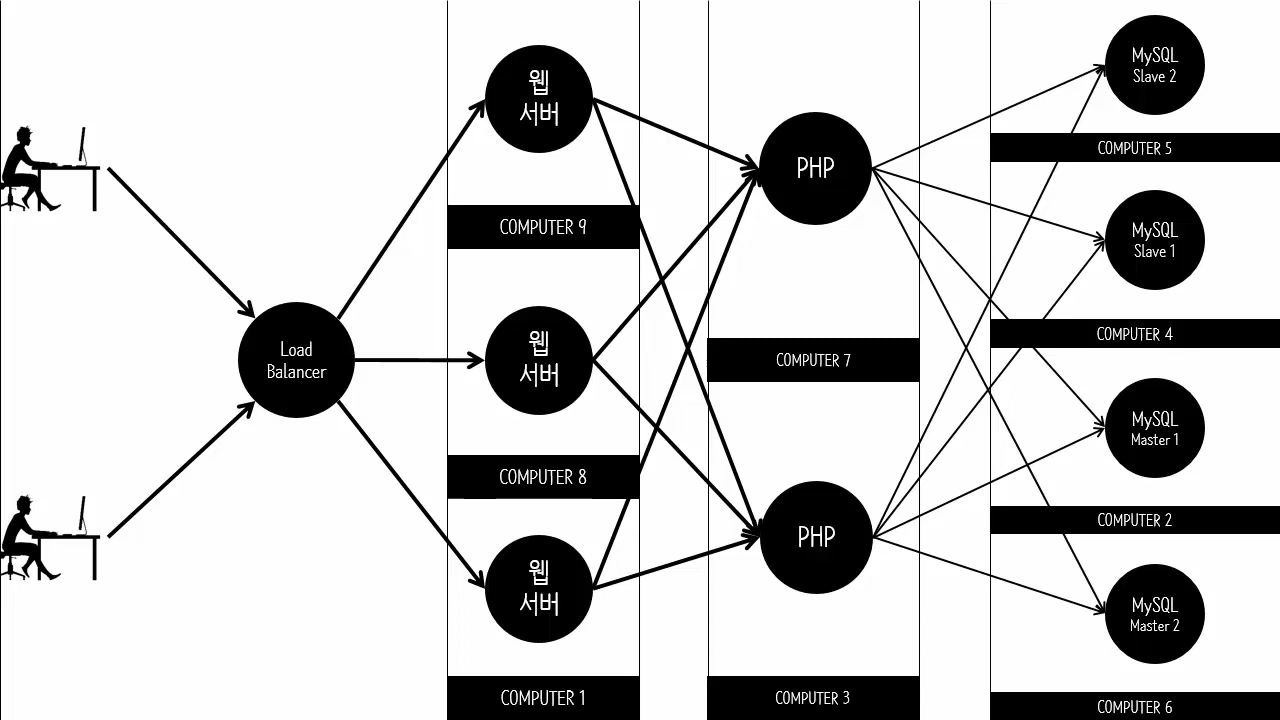 Load
Balancer
웹
서버
COMPUTER 9
웹
서버
COMPUTER 8
웹
서버
COMPUTER 1
PHP
COMPUTER 7
PHP
COMPUTER 3
MySQL
Slave 2
COMPUTER 5
MySQL
Slave 1
COMPUTER 4
MySQL
Master 1
COMPUTER 2
MySQL
Master 2
COMPUTER 6